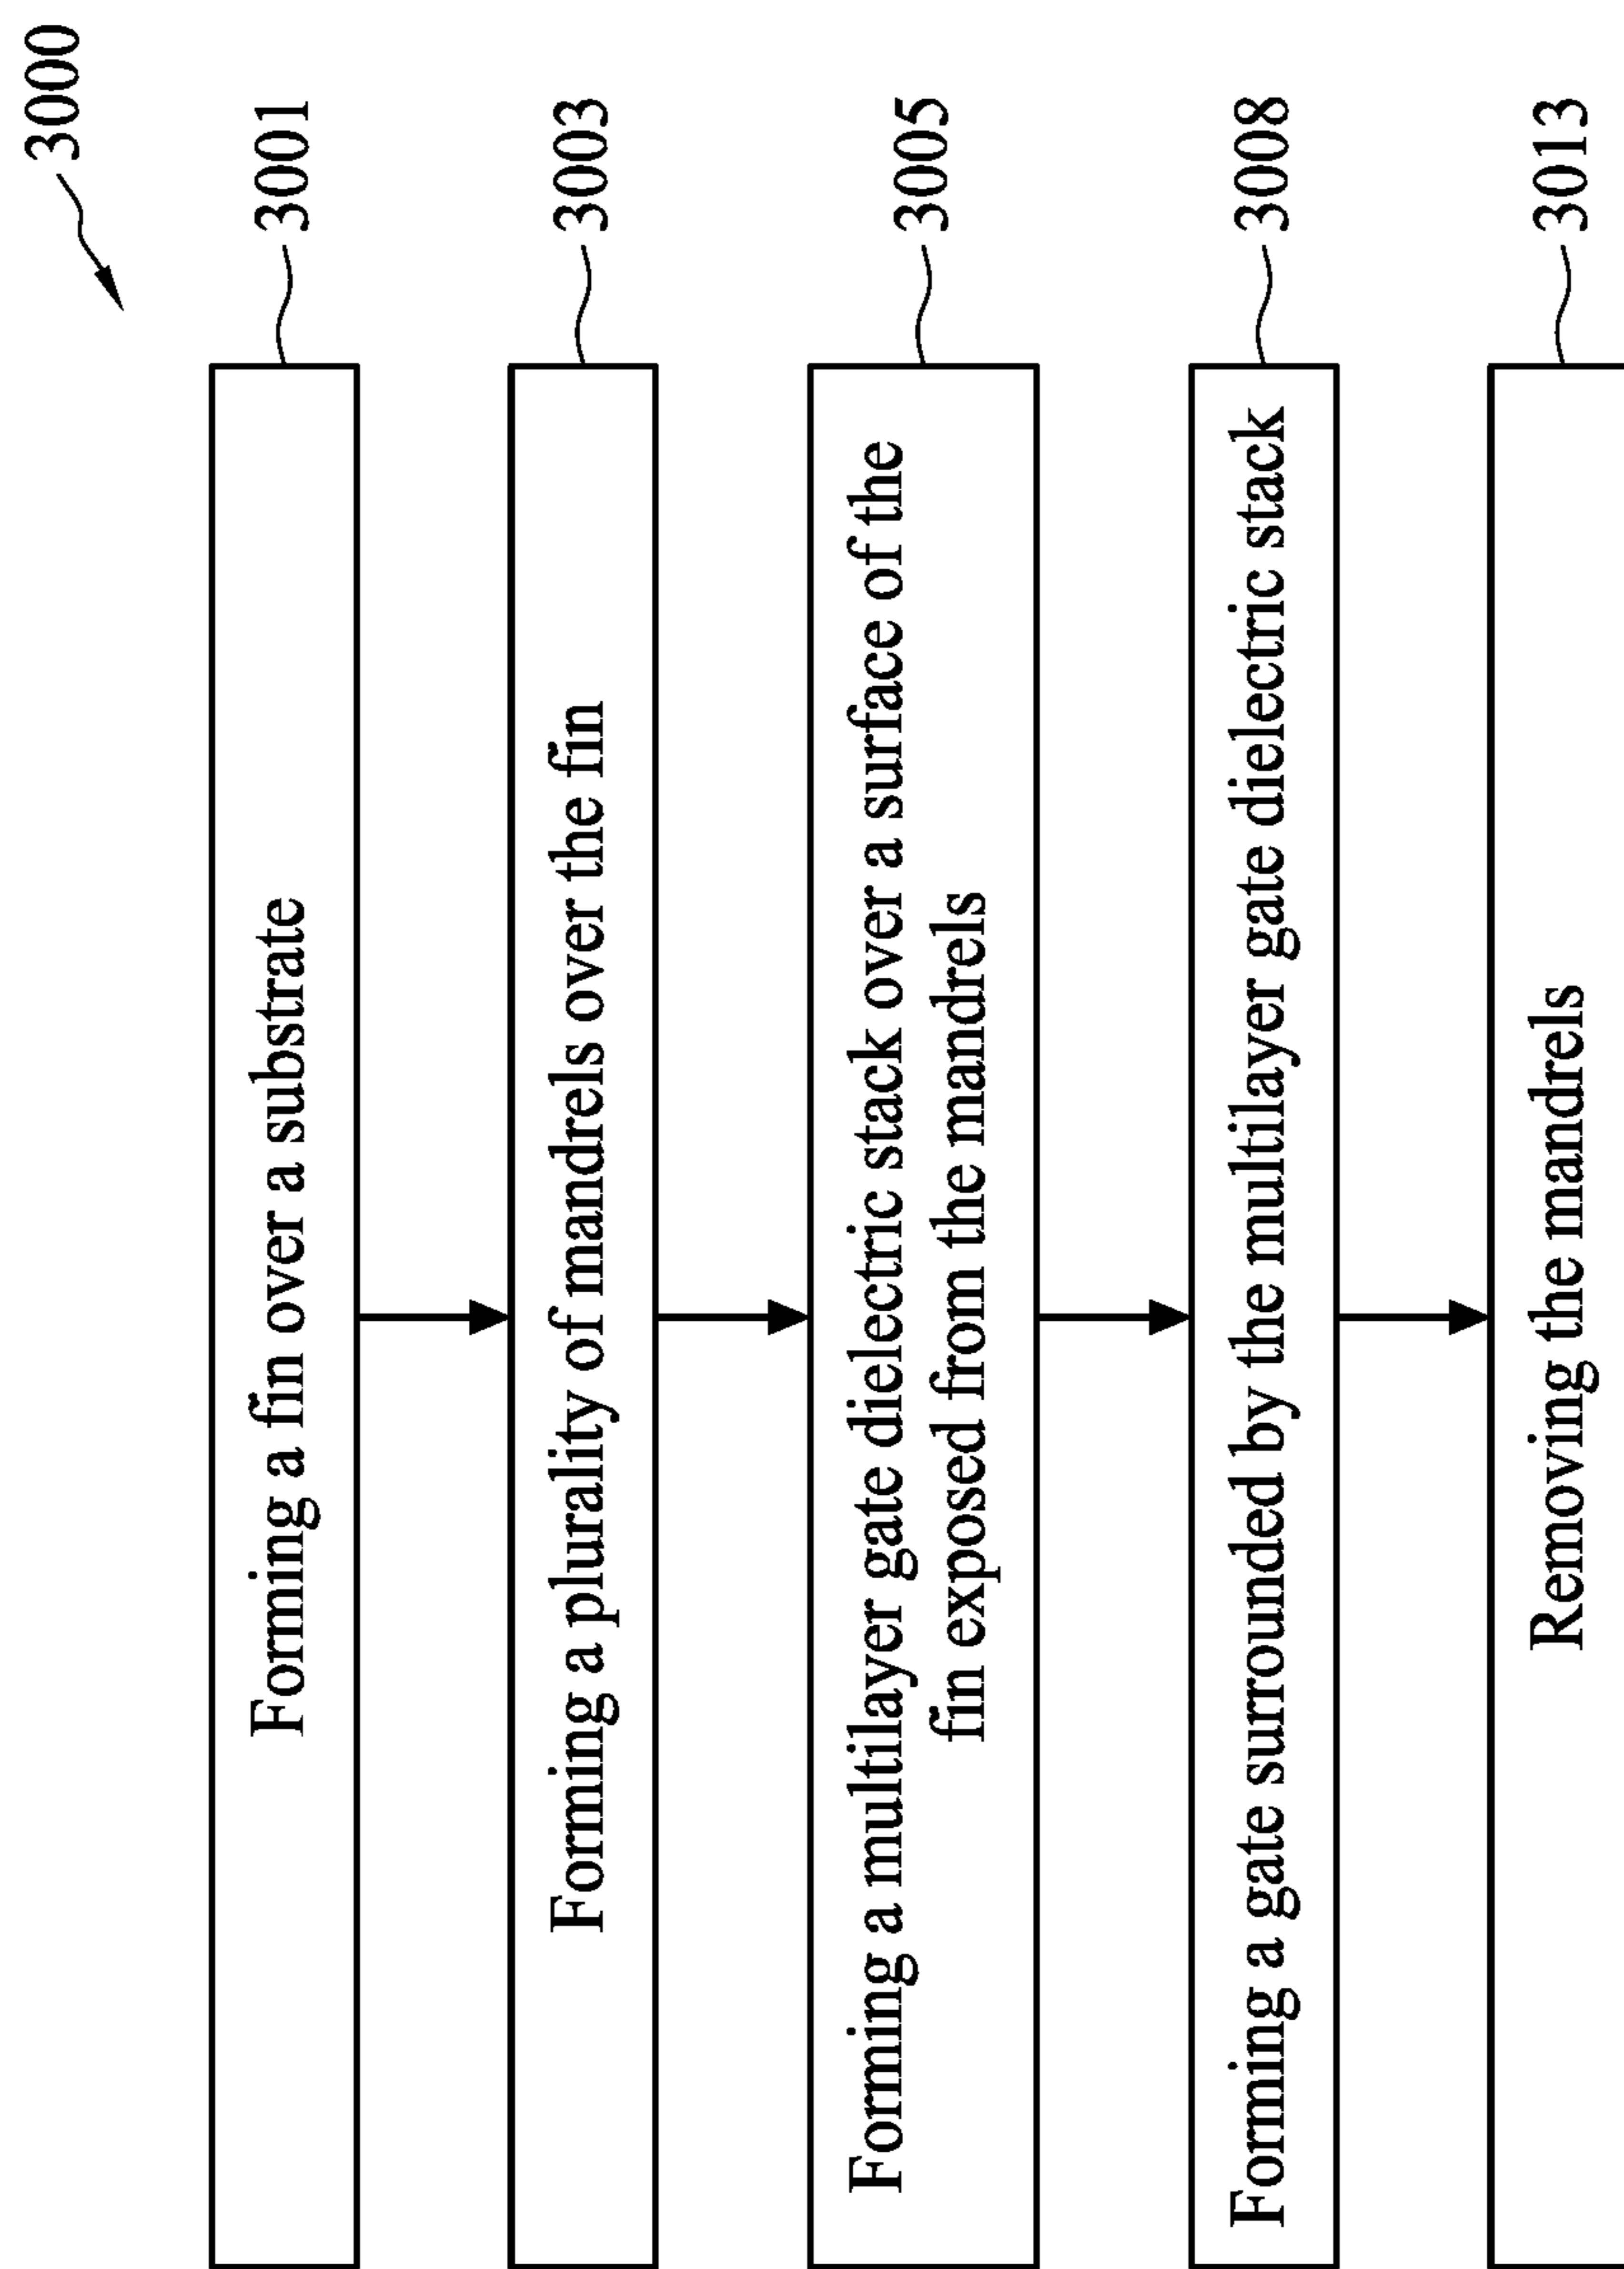 3000
Forming a fin over a substrate
3001
Forming a plurality of mandrels over the fin
3003
Forming a multilayer gate dielectric stack over a surface of the
fin exposed from the mandrels
3005
Forming a gate surrounded by the multilayer gate dielectric stack
3008
Removing the mandrels
3013